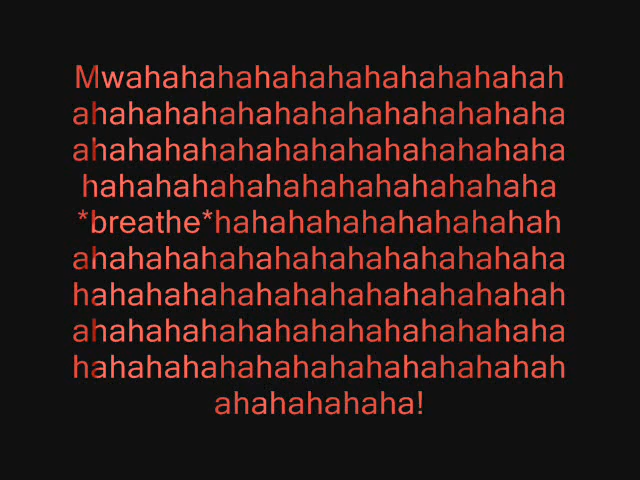 Mwahahahahahahahahahahahah
ahahahahahahahahahahahahaha
ahahahahahahahahahahahahaha
hahahahahahahahahahahahaha
*breathe*hahahahahahahahahah
ahahahahahahahahahahahahaha
hahahahahahahahahahahahahah
ahahahahahahahahahahahahaha
hahahahahahahahahahahahahah
ahahahahaha!